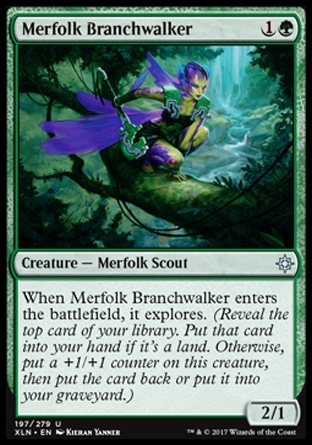 Merfolk Branchwalker 1
Creature — Merfolk Scout
When Merfolk Branchwalker enters
the battlefield, it explores. (Reveal the
top card of your library. Put that card
into your hand if it's a land. Otherwise,
put a +1/+1 counter on this creature,
then put the card back or put it into
your graveyard.)
2/1
197/279 U
XLN • EN Kieran Yanner
™ & © 2017 Wizards of the Coast